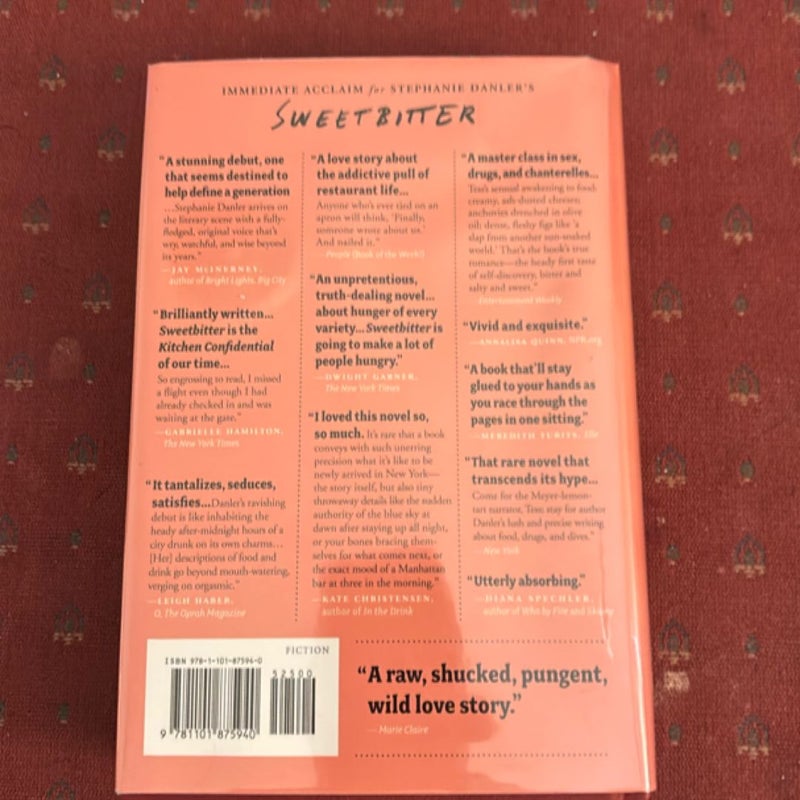 IMMEDIATE ACCLAIM for STEPHANIE DANLER'S
SWEETBITTER
“A stunning debut, one
that seems destined to
help define a generation
…Stephanie Danler arrives on
the literary scene with a fully-
fledged, original voice that's
wry, watchful, and wise beyond
its years.”
—JAY McINERNEY,
author of Bright Lights, Big City
“Brilliantly written…
Sweetbitter is the
Kitchen Confidential
of our time…
So engrossing to read, I missed
a flight even though I had
already checked in and was
waiting at the gate.”
—GABRIELLE HAMILTON,
The New York Times
“It tantalizes, seduces,
satisfies…Danler's ravishing
debut is like inhabiting the
heady after-midnight hours of a
city drunk on its own charms…
[Her] descriptions of food and
drink go beyond mouth-watering,
verging on orgasmic.”
—LEIGH HABER,
O, The Oprah Magazine
“A love story about
the addictive pull of
restaurant life…
Anyone who's ever tied on an
apron will think, ‘Finally,
someone wrote about us.’
And nailed it.”
—People (Book of the Week!)
“An unpretentious,
truth-dealing novel…
about hunger of every
variety…Sweetbitter is
going to make a lot of
people hungry.”
—DWIGHT GARNER,
The New York Times
“I loved this novel so,
so much. It's rare that a book
conveys with such unerring
precision what it's like to be
newly arrived in New York—
the story itself, but also tiny
throwaway details like the sudden
authority of the blue sky at
dawn after staying up all night,
or your bones bracing them-
selves for what comes next, or
the exact mood of a Manhattan
bar at three in the morning.”
—KATE CHRISTENSEN,
author of In the Drink
“A master class in sex,
drugs, and chanterelles…
Tess's sensual awakening to food:
creamy, ash-dusted cheeses;
anchovies drenched in olive
oil; dense, fleshy figs like ‘a
slap from another sun-soaked
world.’ That's the book's true
romance—the heady first taste
of self-discovery, bitter and
salty and sweet.”
—Entertainment Weekly
“Vivid and exquisite.”
—ANNALISA QUINN, NPR.org
“A book that'll stay
glued to your hands as
you race through the
pages in one sitting.”
—MEREDITH TURITS, Elle
“That rare novel that
transcends its hype…
Come for the Meyer-lemon-
tart narrator, Tess; stay for author
Danler's lush and precise writing
about food, drugs, and dives.”
—New York
“Utterly absorbing.”
—DIANA SPECHLER,
author of Who by Fire and Skinny
FICTION
ISBN 978-1-101-87594-0
52500
9 781101 875940
“A raw, shucked, pungent,
wild love story.”
—Marie Claire